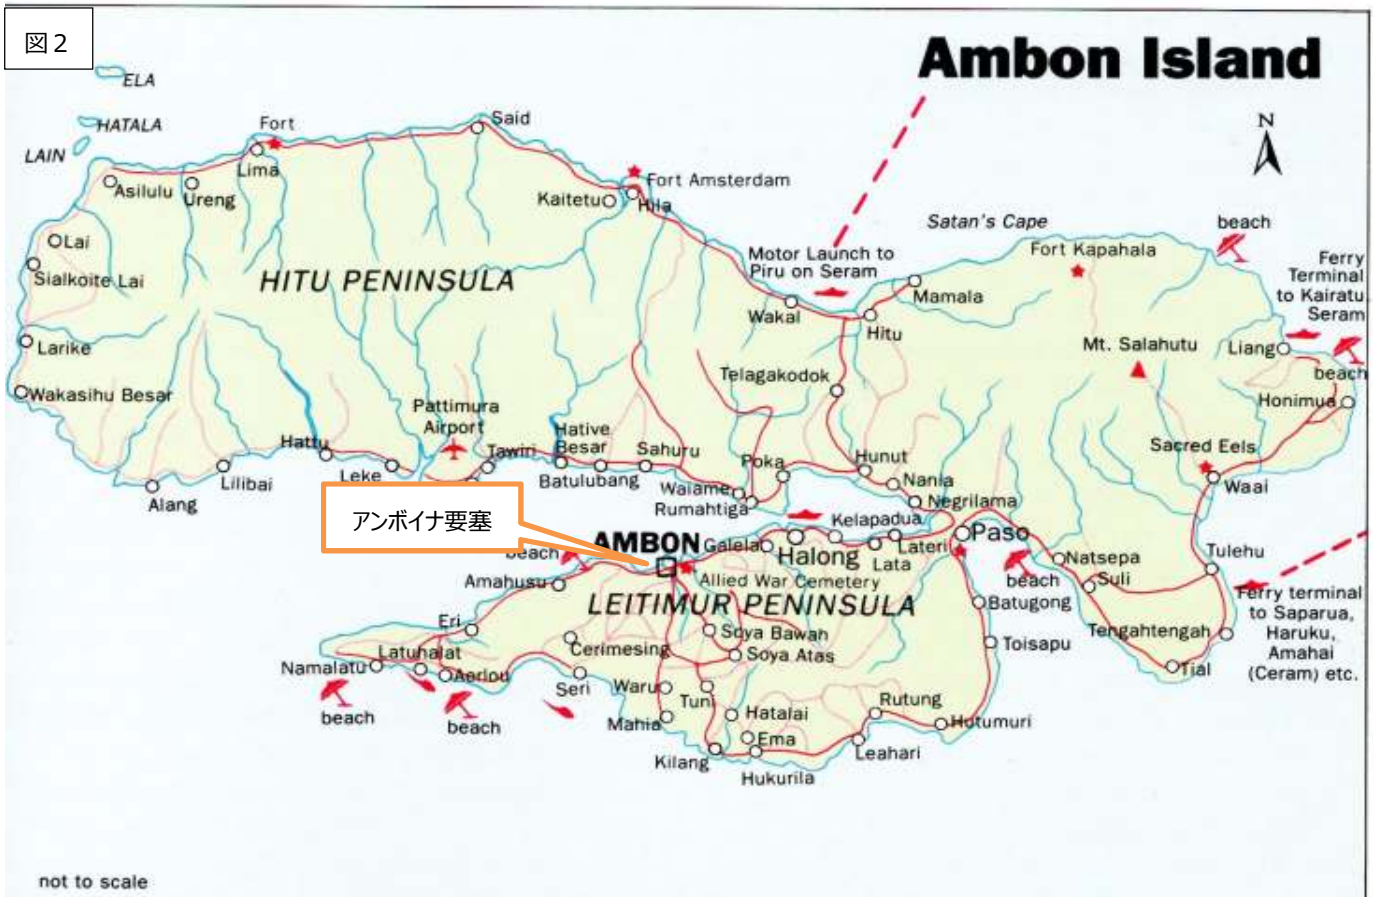 図２
Ambon Island
ELA
HATALA
LAIN
Fort
Lima
Said
Asilulu
Ureng
Kaitetu
Fort Amsterdam
Hila
N
Satan's Cape
beach
Fort Kapahala
Ferry
Terminal
to Kairatu
Seram
Lai
Sialkoite Lai
HITU PENINSULA
Motor Launch to
Piru on Seram
Mamala
Wakal
Hitu
Larike
Mt. Salahutu
Liang
beach
Wakasihu Besar
Telagakodok
Honimua
Pattimura
Airport
Hative
Besar
Hattu
Leke
Tawiri
Batulubang
Sahuru
Poka
Hunut
Sacred Eels
Waai
Alang
Lilibai
Waiame
Rumahtiga
Nania
Negrilama
アンボイナ要塞
beach
AMBON
Galela
Halong
Kelapadua
Lata
Lateri
Paso
beach
Natsepa
Suli
Tulehu
Amahusu
Allied War Cemetery
LEITIMUR PENINSULA
Batugong
Ferry terminal
to Saparua,
Haruku,
Amahai
(Ceram) etc.
Eri
Cerimesing
Soya Bawah
Soya Atas
Toisapu
Tengahtengah
Tial
Namalatu
Latuhalat
Aerlou
Seri
Waru
Tuni
Mahia
Hatalai
Ema
Rutung
Hutumuri
beach
beach
Kilang
Hukurila
Leahari
not to scale